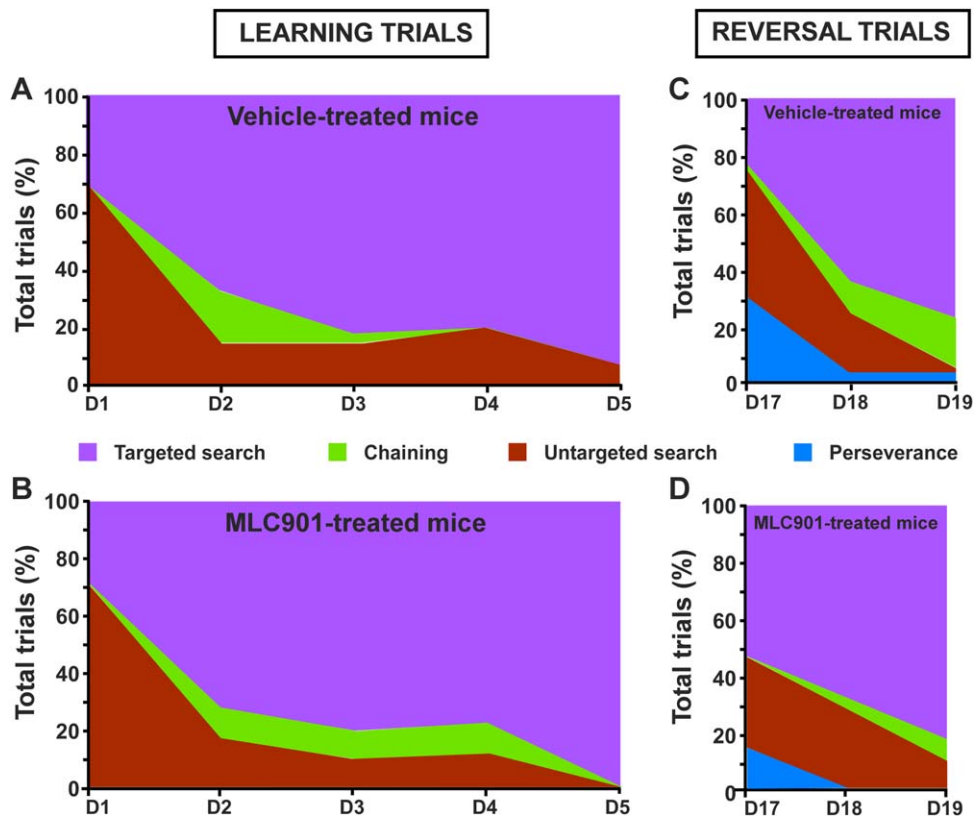 LEARNING TRIALS
REVERSAL TRIALS
A
Vehicle-treated mice
Total trials (%)
100
80
60
40
20
0
D1 D2 D3 D4 D5
C
Vehicle-treated mice
Total trials (%)
100
80
60
40
20
0
D17 D18 D19
Targeted search Chaining Untargeted search Perseverance
B
MLC901-treated mice
Total trials (%)
100
80
60
40
20
0
D1 D2 D3 D4 D5
D
MLC901-treated mice
Total trials (%)
100
80
60
40
20
0
D17 D18 D19